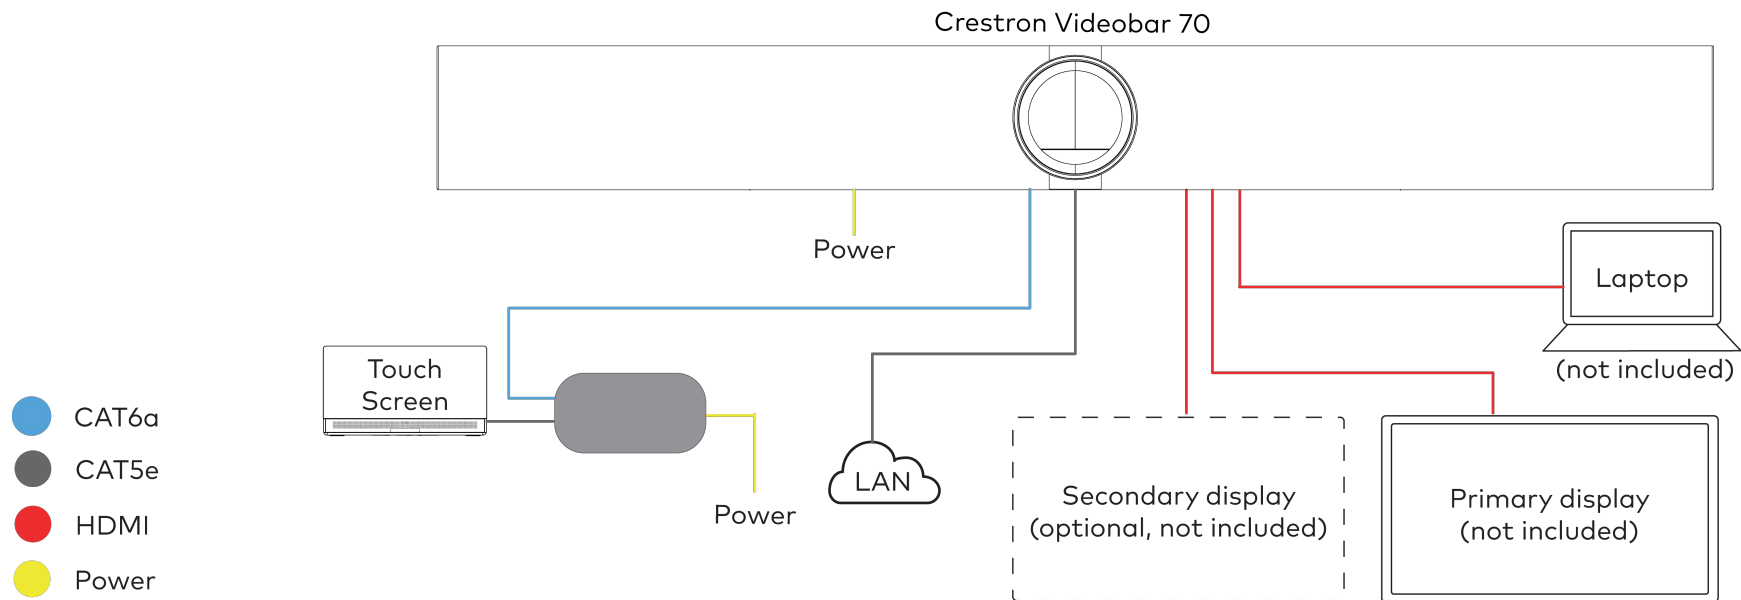 Crestron Videobar 70
Power
Laptop
(not included)
Touch
Screen
CAT6a
CAT5e
HDMI
Power
Power
LAN
Secondary display
(optional, not included)
Primary display
(not included)